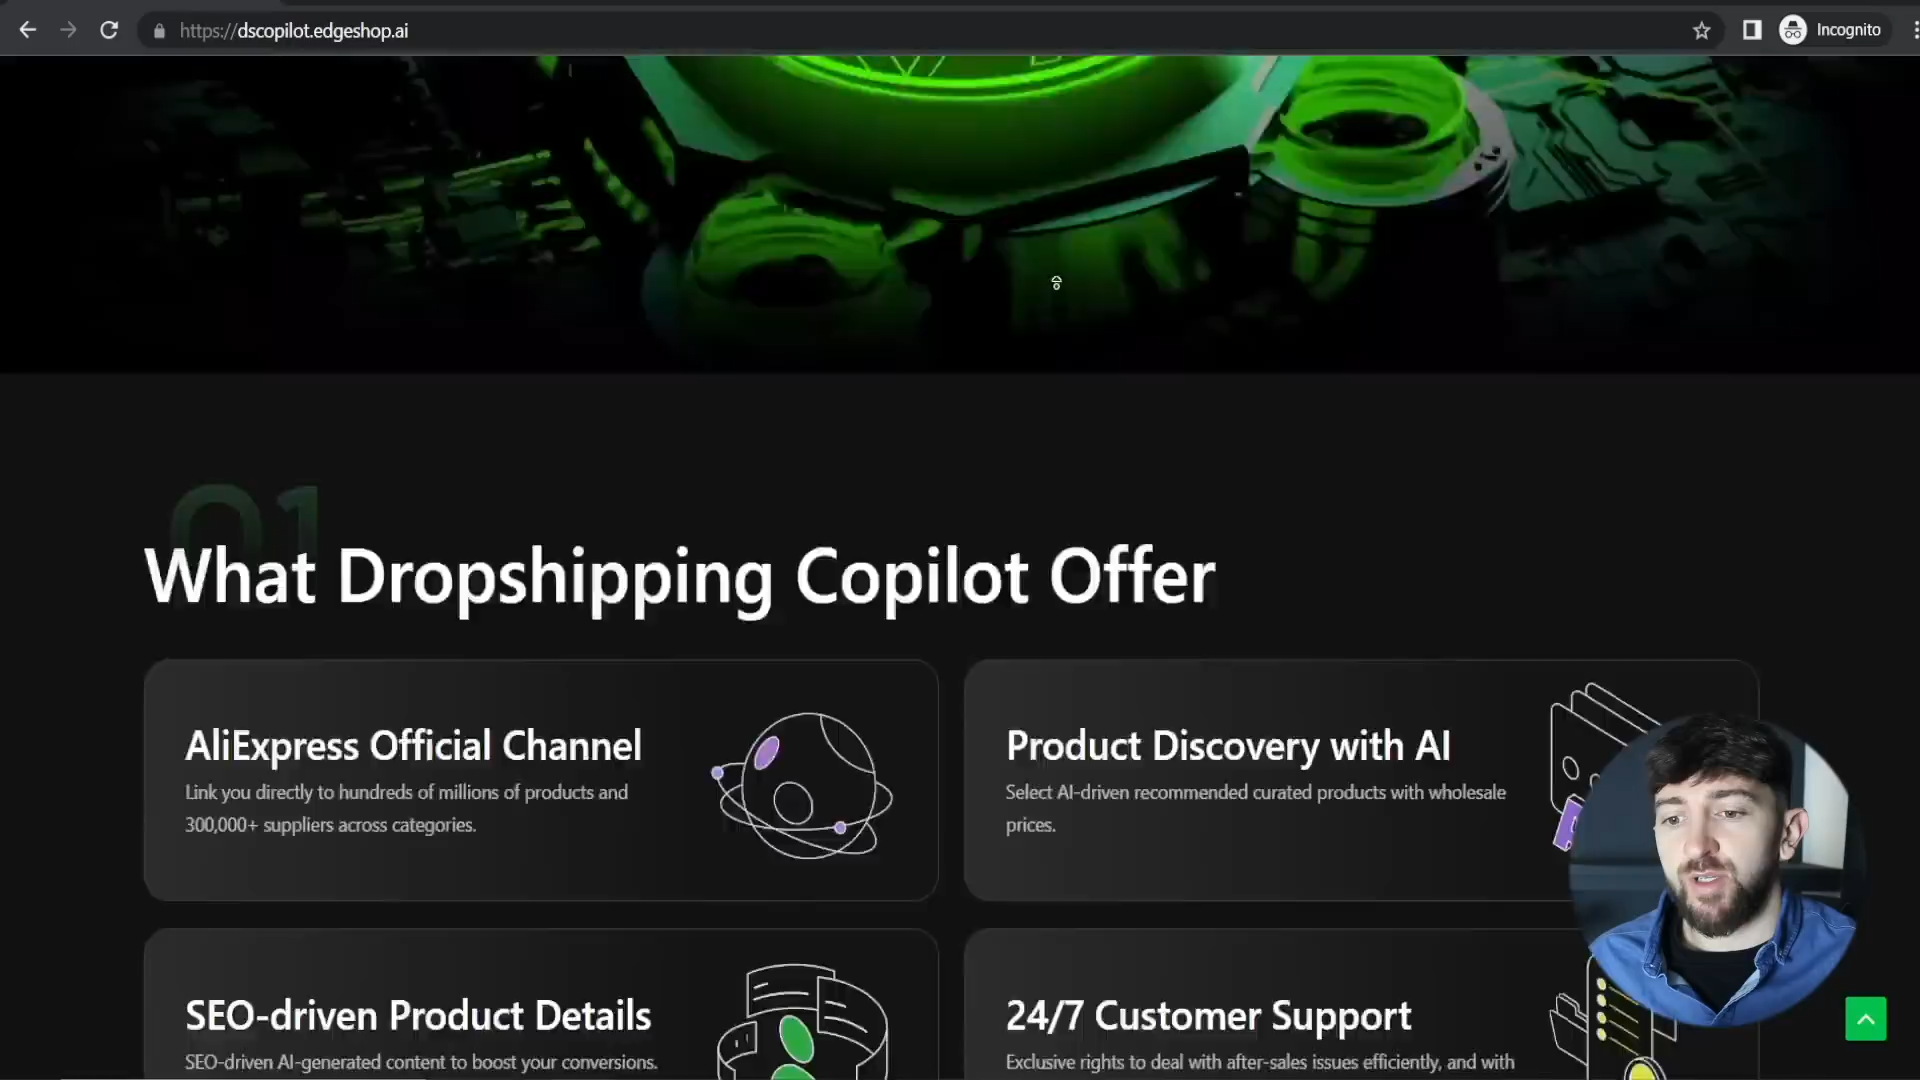 https://dscopilot.edgeshop.ai
Incognito
01
What Dropshipping Copilot Offer
AliExpress Official Channel
Link you directly to hundreds of millions of products and
300,000+ suppliers across categories.
Product Discovery with AI
Select AI-driven recommended curated products with wholesale
prices.
SEO-driven Product Details
SEO-driven AI-generated content to boost your conversions.
24/7 Customer Support
Exclusive rights to deal with after-sales issues efficiently, and with